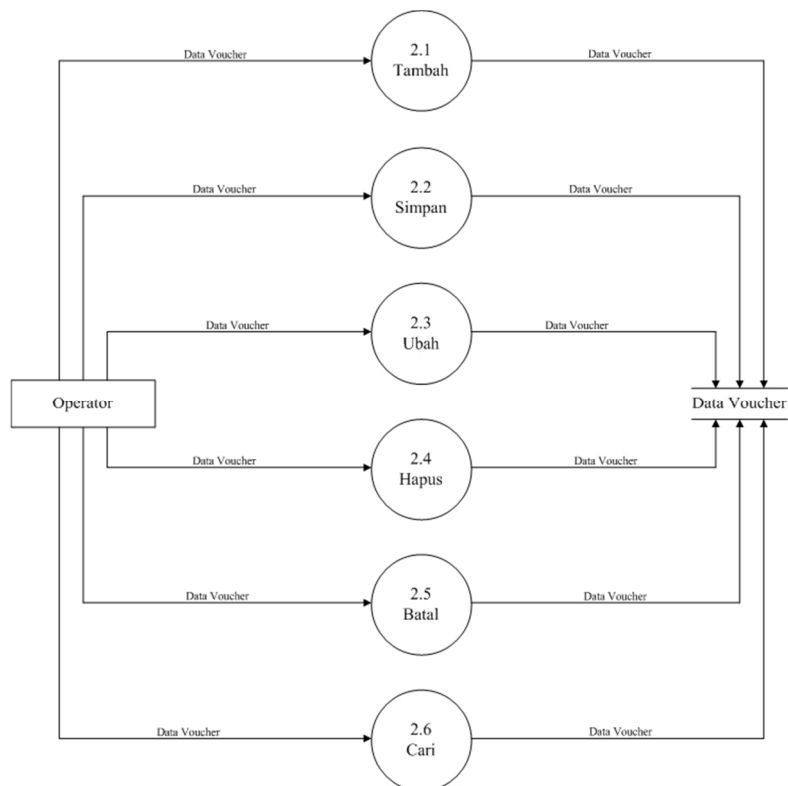 Data Voucher
2.1
Tambah
Data Voucher
Data Voucher
2.2
Simpan
Data Voucher
Data Voucher
2.3
Ubah
Data Voucher
Operator
Data Voucher
Data Voucher
2.4
Hapus
Data Voucher
Data Voucher
2.5
Batal
Data Voucher
Data Voucher
2.6
Cari
Data Voucher